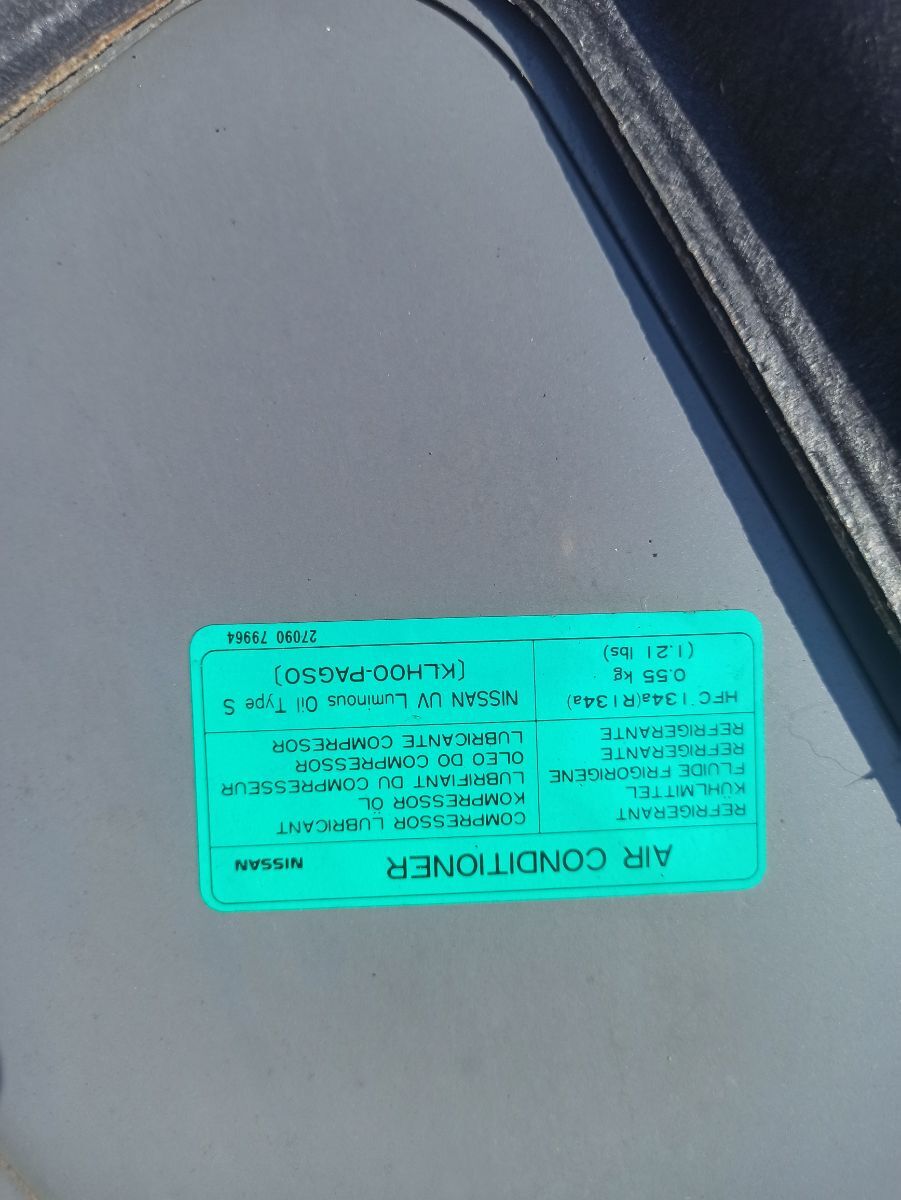 AIR CONDITIONER NISSAN
REFRIGERANT
KÜHLMITTEL
FLUIDE FRIGORIGENE
REFRIGERANTE
REFRIGERANTE
COMPRESSOR LUBRICANT
KOMPRESSOR ÖL
LUBRIFIANT DU COMPRESSEUR
OLEO DO COMPRESSOR
LUBRICANTE COMPRESOR
HFC 134a(R134a)
0.55 kg
(1.21 lbs)
NISSAN UV Luminous Oil Type S
(KLH00-PAGS0)
27090 79964